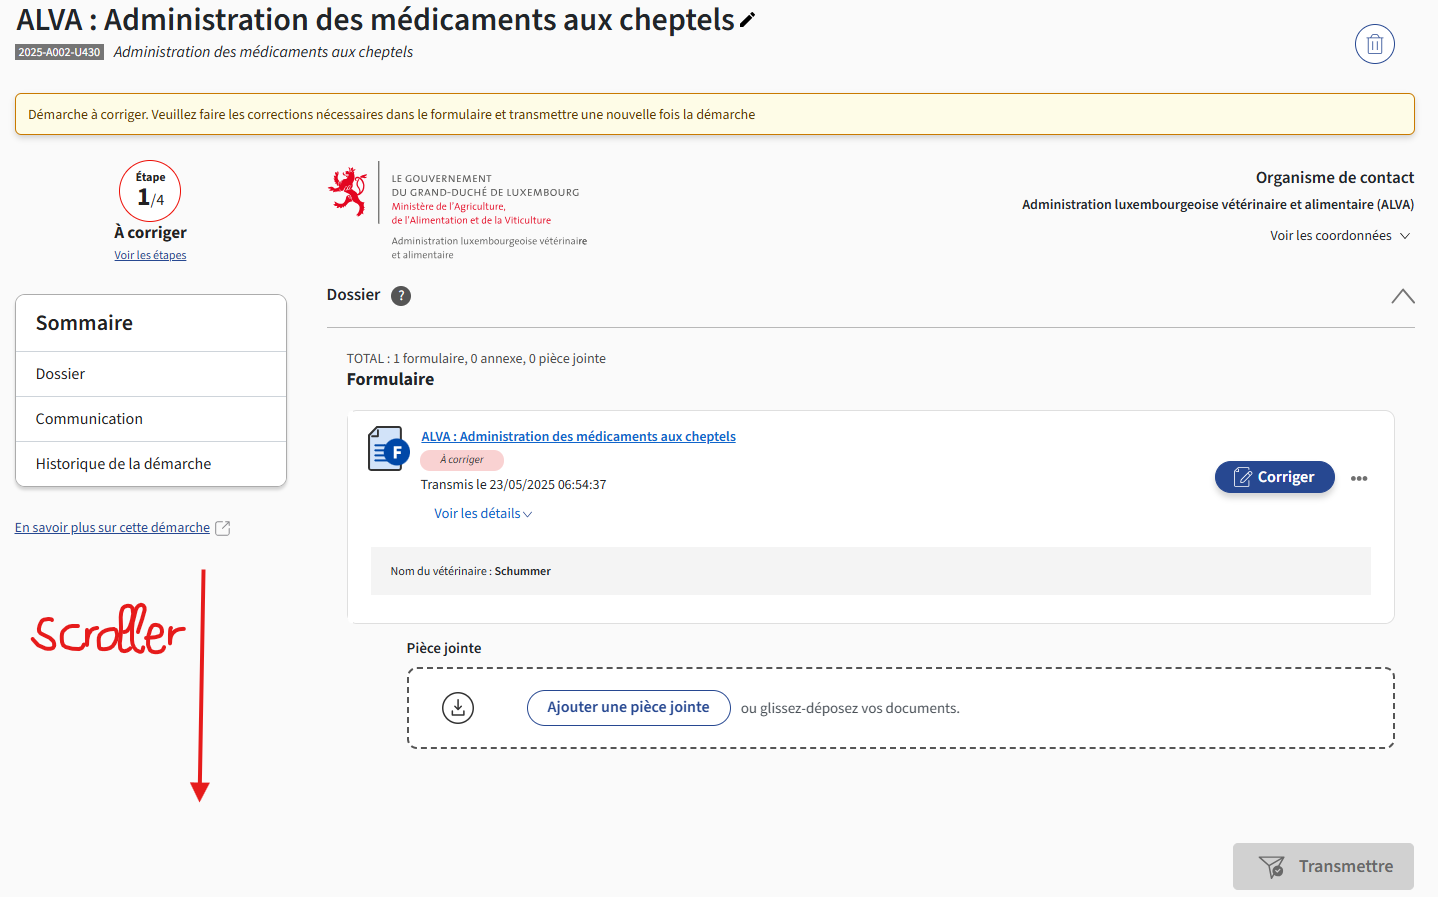 ALVA : Administration des médicaments aux cheptels
2025-A002-U430 Administration des médicaments aux cheptels
Démarche à corriger. Veuillez faire les corrections nécessaires dans le formulaire et transmettre une nouvelle fois la démarche
Étape
1/4
À corriger
Voir les étapes
LE GOUVERNEMENT
DU GRAND-DUCHÉ DE LUXEMBOURG
Ministère de l'Agriculture,
de l'Alimentation et de la Viticulture
Administration luxembourgeoise vétérinaire
et alimentaire
Organisme de contact
Administration luxembourgeoise vétérinaire et alimentaire (ALVA)
Voir les coordonnées
Sommaire
Dossier
Communication
Historique de la démarche
En savoir plus sur cette démarche
scroller
Dossier ?
TOTAL : 1 formulaire, 0 annexe, 0 pièce jointe
Formulaire
F
ALVA : Administration des médicaments aux cheptels
À corriger
Transmis le 23/05/2025 06:54:37
Voir les détails
Corriger
Nom du vétérinaire : Schummer
Pièce jointe
Ajouter une pièce jointe ou glissez-déposez vos documents.
Transmettre